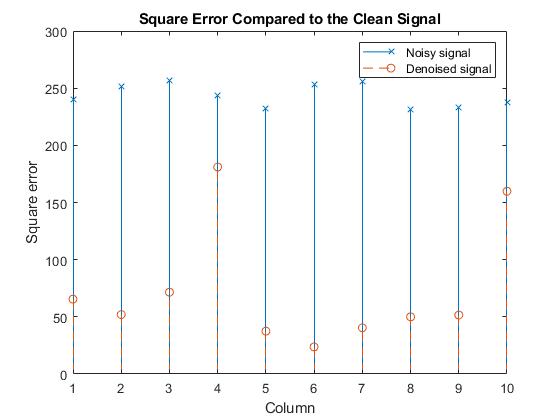 Square Error Compared to the Clean Signal
300
250
200
150
100
50
0
Square error
Noisy signal
Denoised signal
1 2 3 4 5 6 7 8 9 10
Column